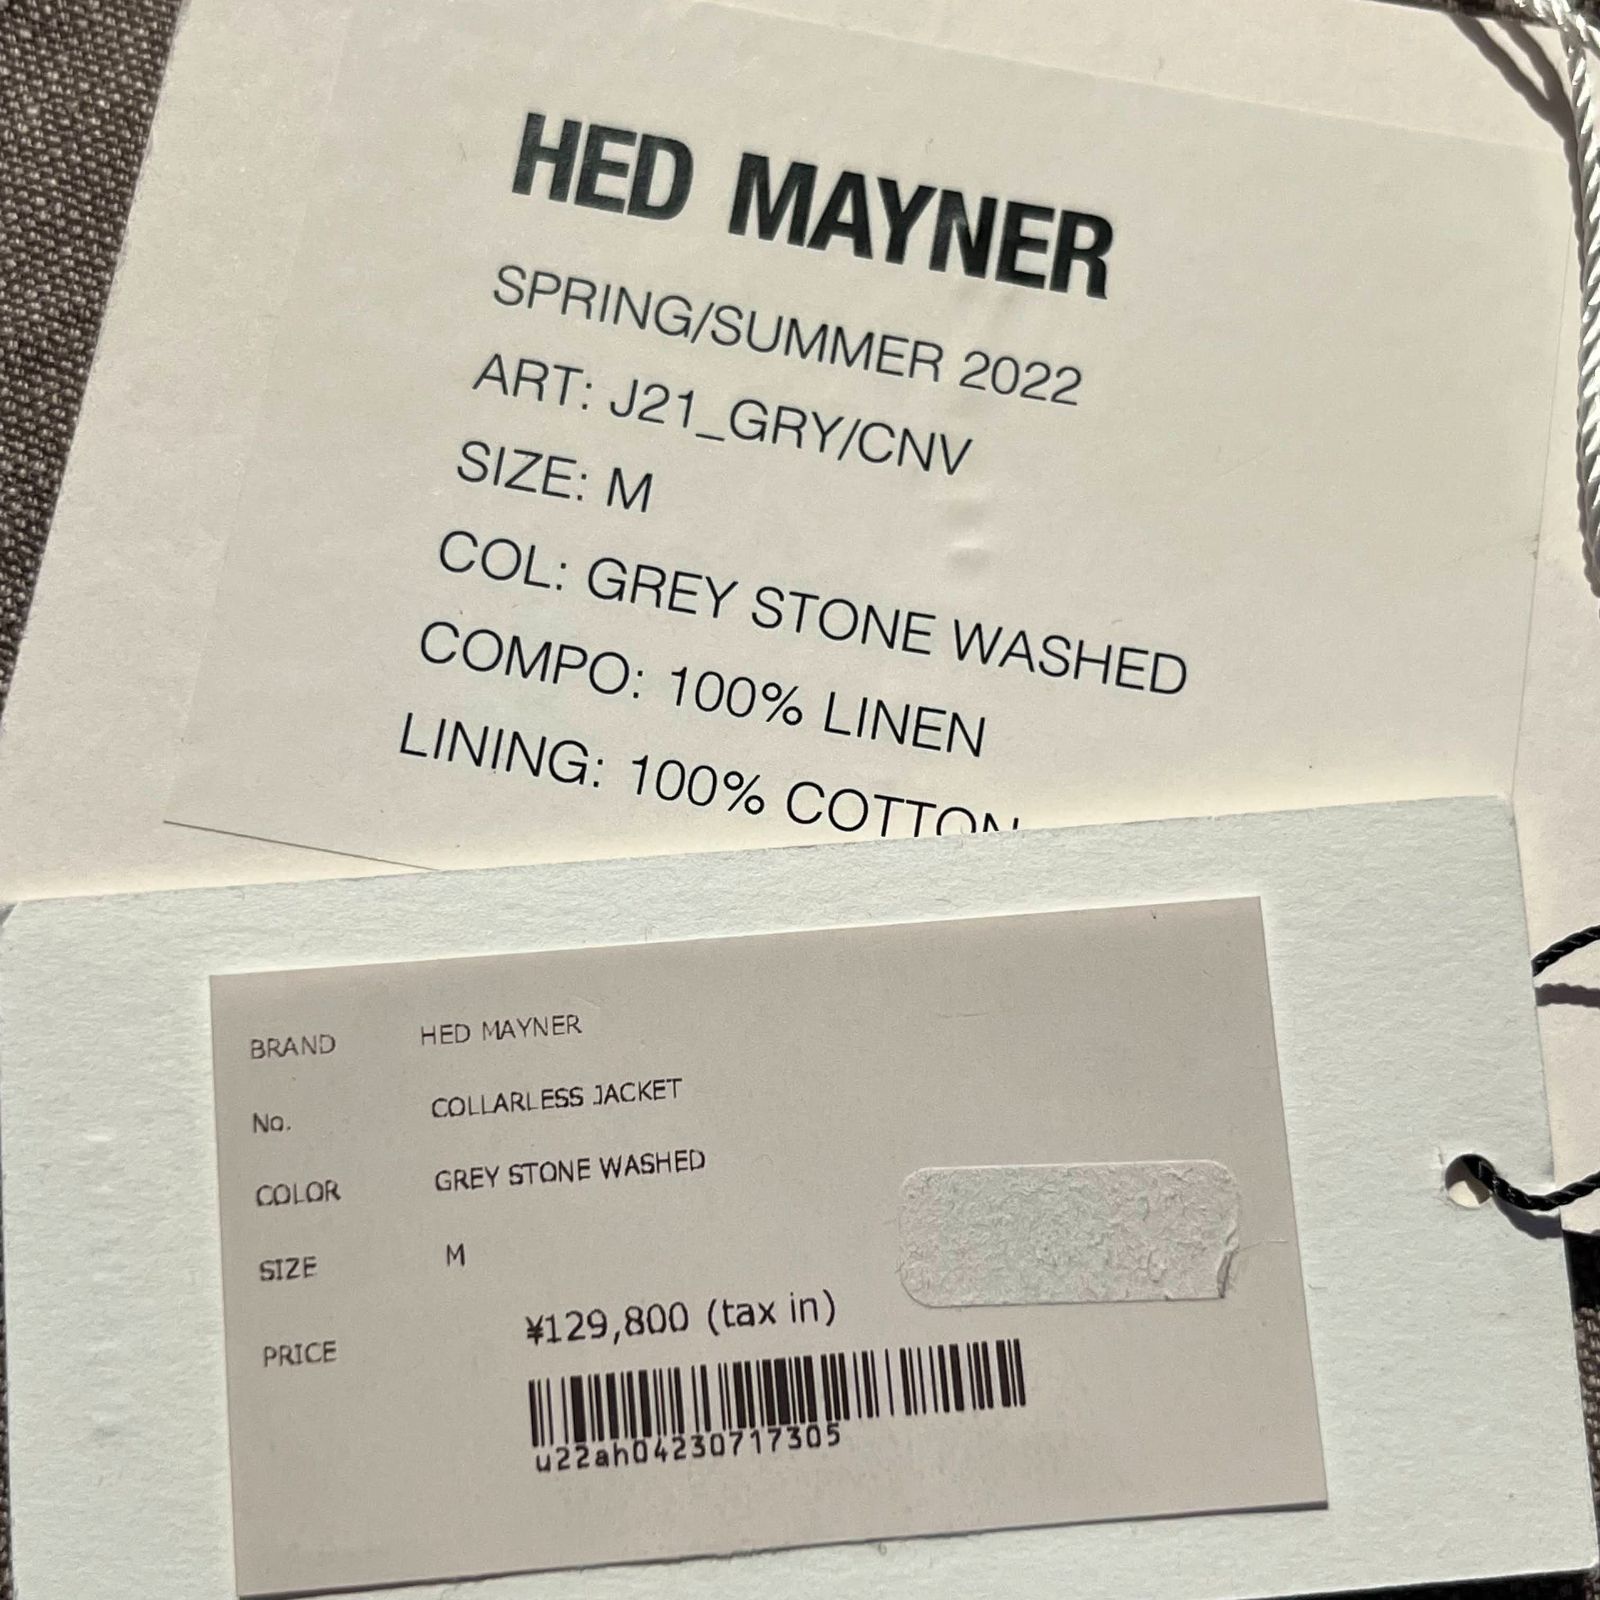 HED MAYNER
SPRING/SUMMER 2022
ART: J21_GRY/CNV
SIZE: M
COL: GREY STONE WASHED
COMPO: 100% LINEN
LINING: 100% COTTON
BRAND HED MAYNER
No. COLLARLESS JACKET
COLOR GREY STONE WASHED
SIZE M
PRICE ¥129,800 (tax in)
u22ah04230717305